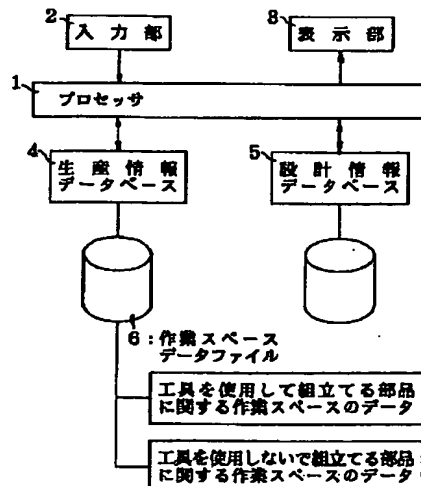 2
入力部
8
表示部
1
プロセッサ
4
生産情報
データベース
5
設計情報
データベース
6:作業スペース
データファイル
工具を使用して組立てる部品
に関する作業スペースのデータ
工具を使用しないで組立てる部品
に関する作業スペースのデータ